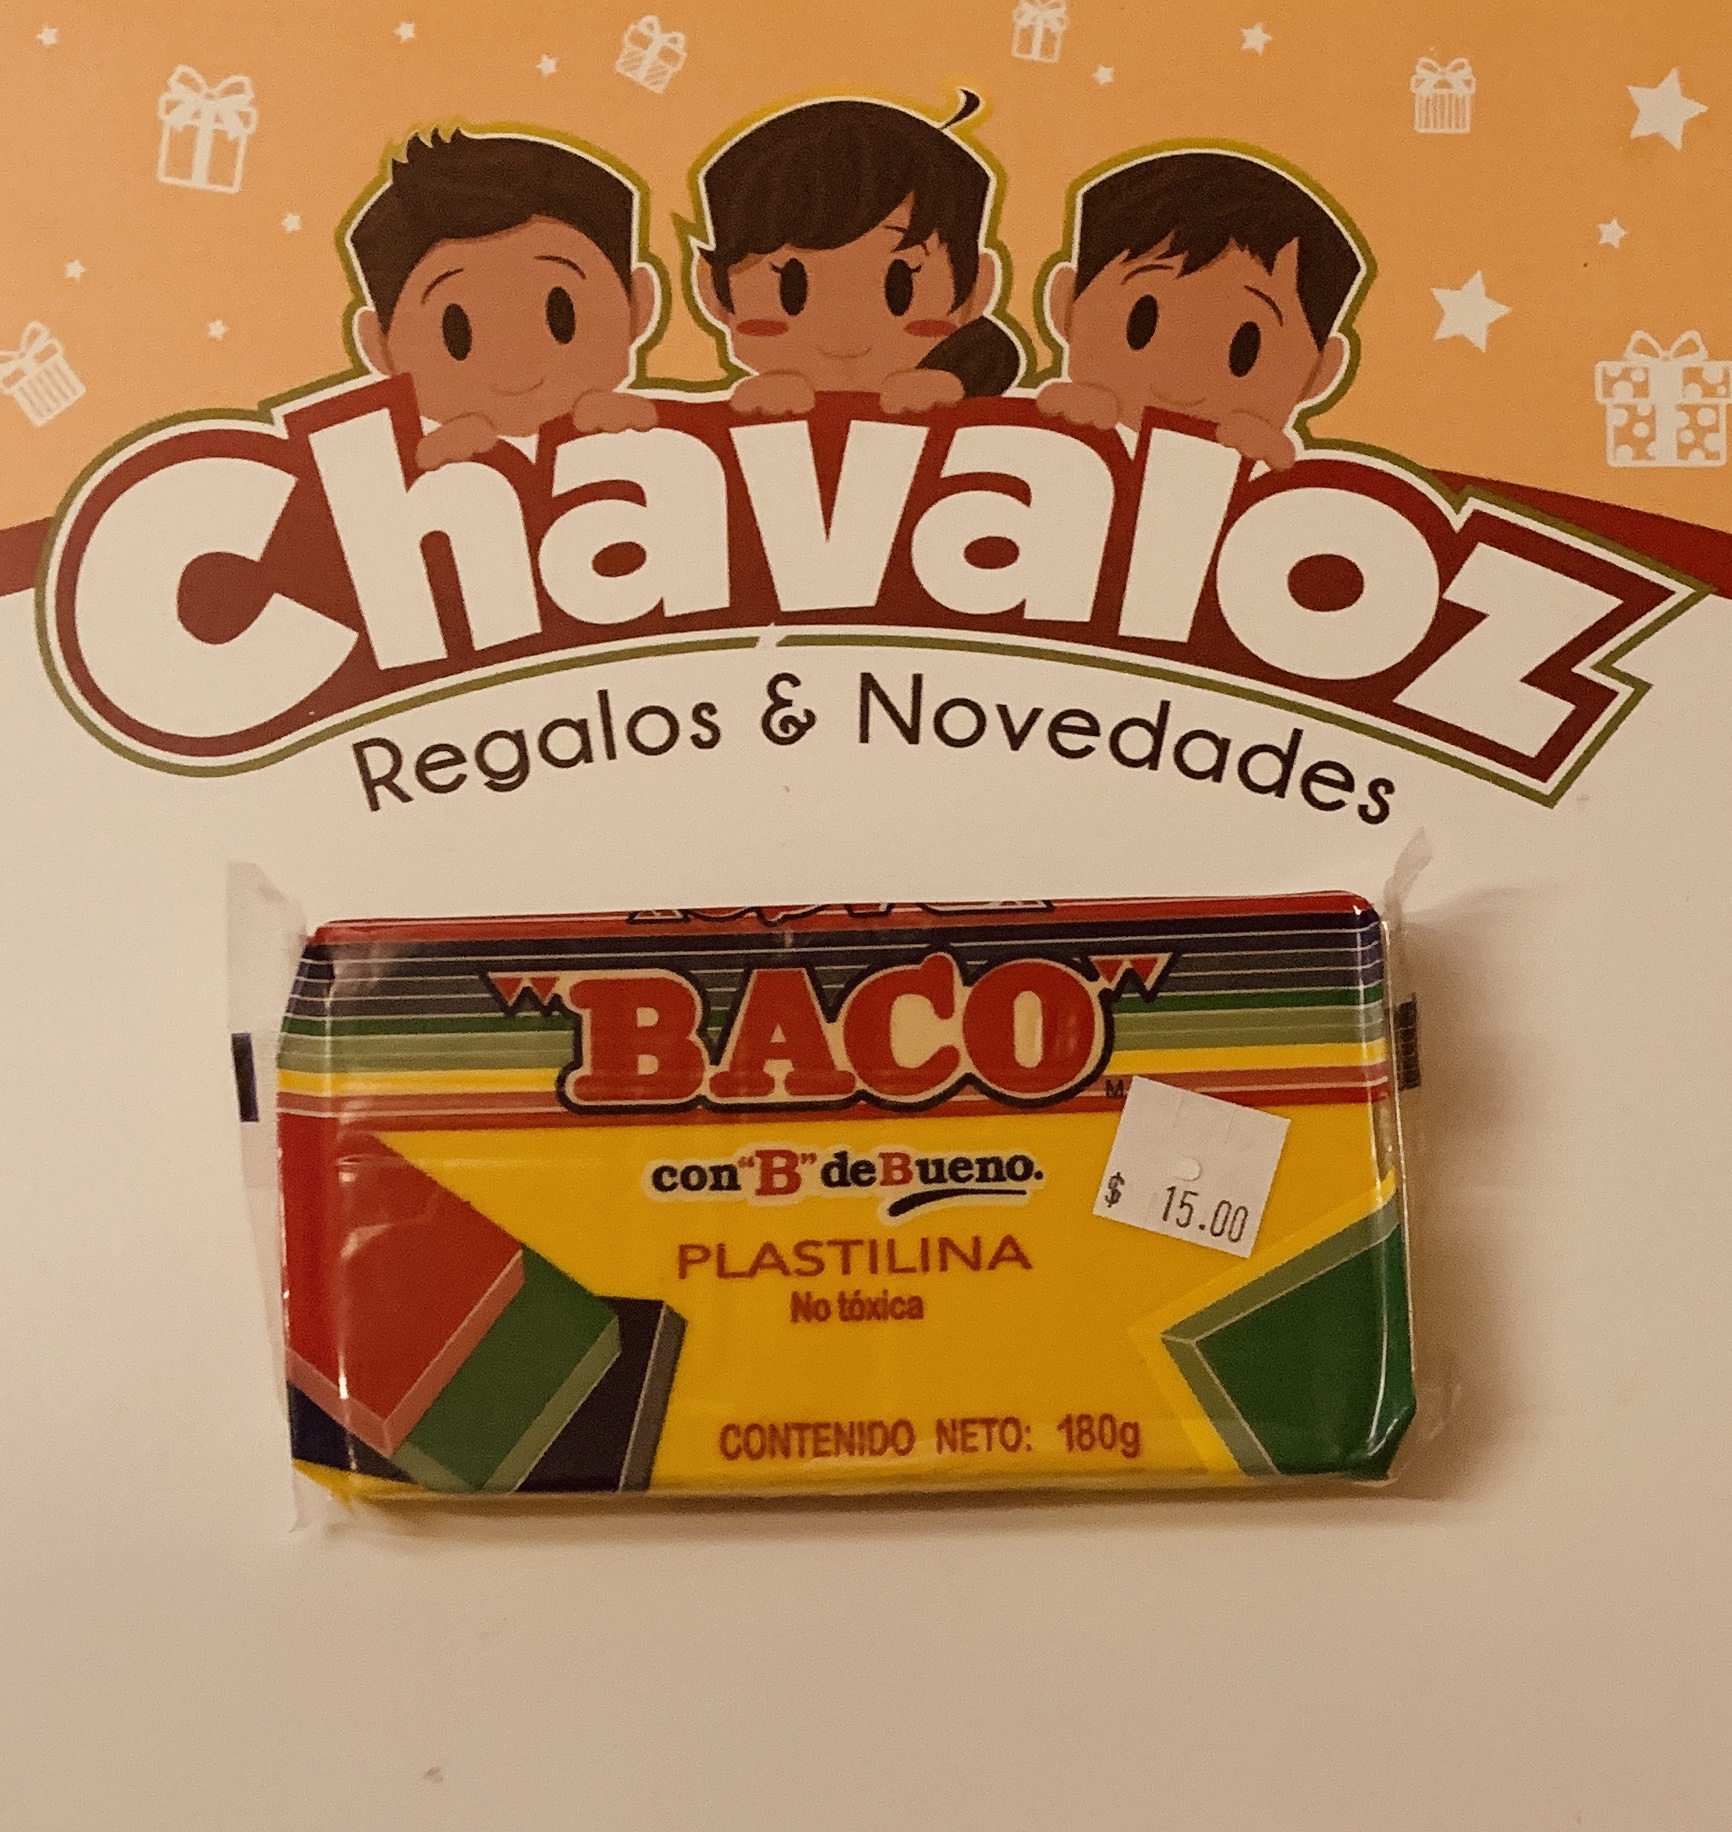 Chavaloz
Regalos & Novedades
"BACO"
con "B" de Bueno.
$ 15.00
PLASTILINA
No tóxica
CONTENIDO NETO: 180g